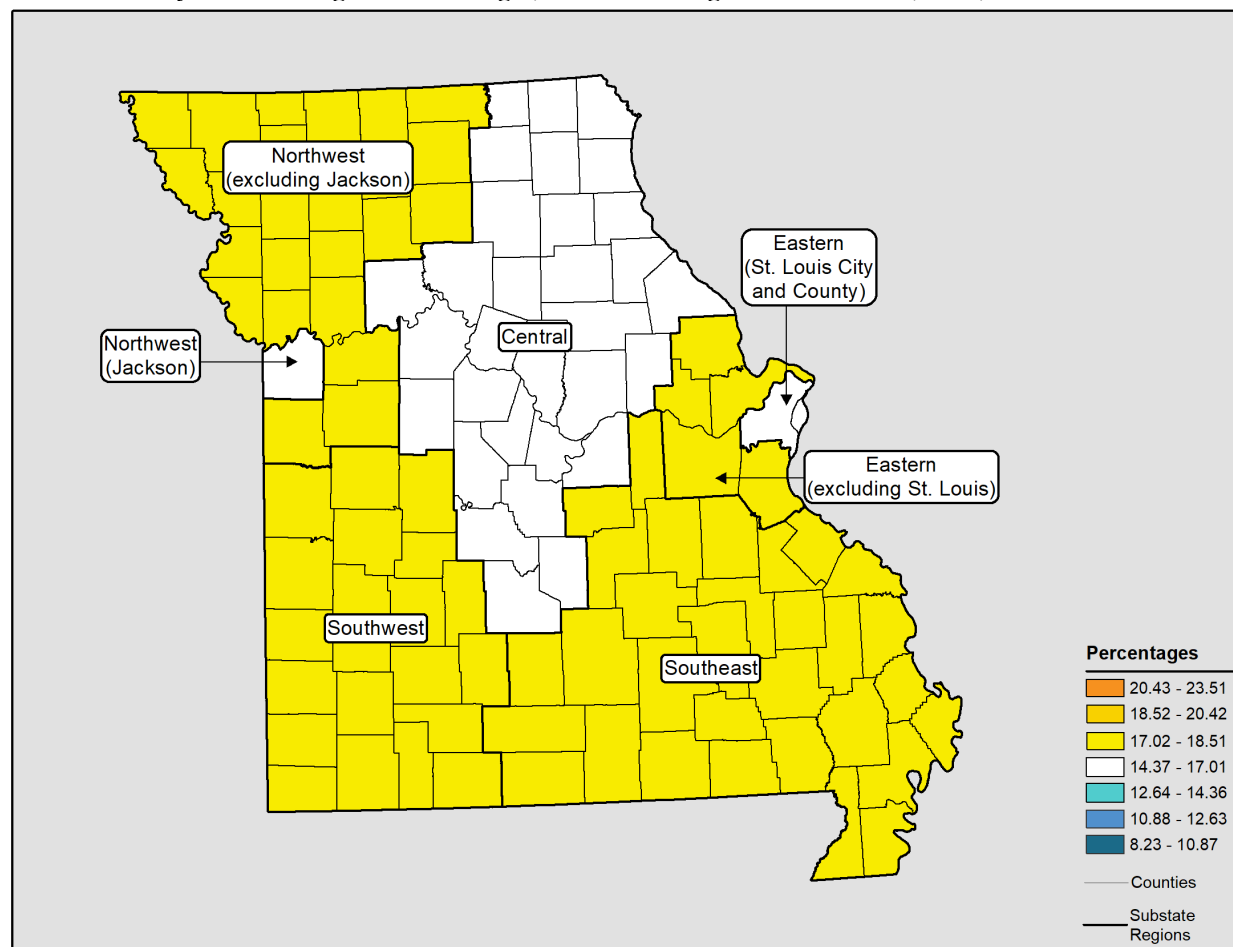 Northwest
(excluding Jackson)
Eastern
(St. Louis City
and County)
Central
Northwest
(Jackson)
Eastern
(excluding St. Louis)
Southwest
Southeast
Percentages
20.43 - 23.51
18.52 - 20.42
17.02 - 18.51
14.37 - 17.01
12.64 - 14.36
10.88 - 12.63
8.23 - 10.87
Counties
Substate
Regions